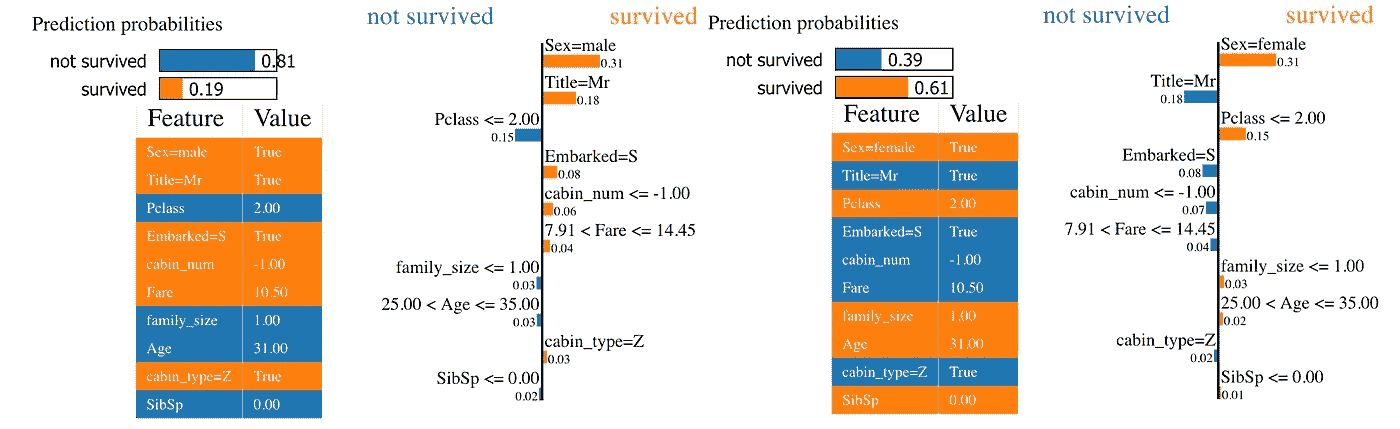 Prediction probabilities
not survived 0.81
survived 0.19
Feature Value
Sex=male True
Title=Mr True
Pclass 2.00
Embarked=S True
cabin_num -1.00
Fare 10.50
family_size 1.00
Age 31.00
cabin_type=Z True
SibSp 0.00
not survived survived
Sex=male
0.31
Title=Mr
0.18
Pclass <= 2.00
0.15
Embarked=S
0.08
cabin_num <= -1.00
0.06
7.91 < Fare <= 14.45
0.04
family_size <= 1.00
0.03
25.00 < Age <= 35.00
0.03
cabin_type=Z
0.03
SibSp <= 0.00
0.02
Prediction probabilities
not survived 0.39
survived 0.61
Feature Value
Sex=female True
Title=Mr True
Pclass 2.00
Embarked=S True
cabin_num -1.00
Fare 10.50
family_size 1.00
Age 31.00
cabin_type=Z True
SibSp 0.00
not survived survived
Sex=female
0.31
Title=Mr
0.18
Pclass <= 2.00
0.15
Embarked=S
0.08
cabin_num <= -1.00
0.07
7.91 < Fare <= 14.45
0.04
family_size <= 1.00
0.03
25.00 < Age <= 35.00
0.02
cabin_type=Z
0.02
SibSp <= 0.00
0.01